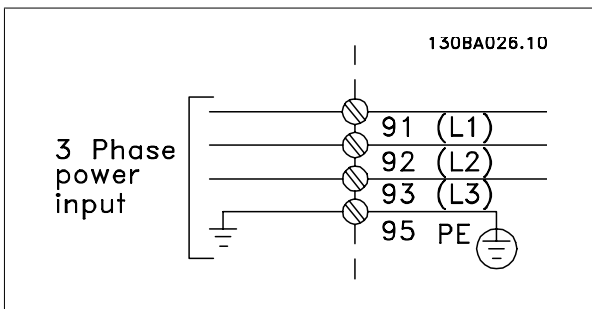 130BA026.10
3 Phase
power
input
91 (L1)
92 (L2)
93 (L3)
95 PE